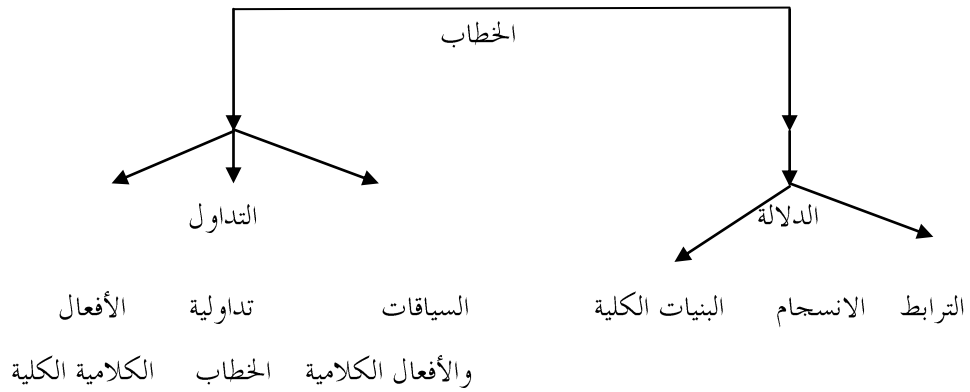 الخطاب
الدلالة
التداول
الترابط
الانسجام
البنيات الكلية
السياقات
والأفعال الكلامية
تداولية
الخطاب
الأفعال
الكلامية الكلية